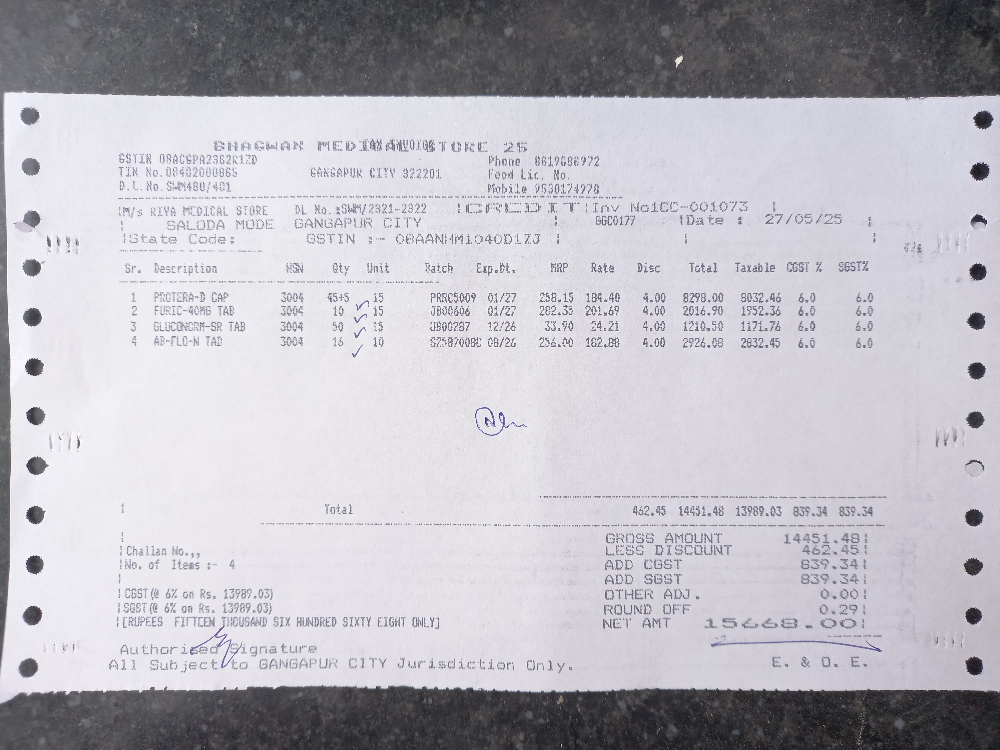 BHAGWAN MEDICAL STORE 25
GSTIN 08ACGPA2362R1ZD Phone 8619686972
TIN No.08402000865 GANGAPUR CITY 322201 Food Lic. No.
D.L.No.SWM480/481 Mobile 9530174978
M/s RIYA MEDICAL STORE DL No.:SWM/2321-2322 CREDIT Inv No1CC-001073
SALODA MODE GANGAPUR CITY GGC0177 Date : 27/05/25
State Code: GSTIN :- 08AANHM1040D1ZJ
Sr. Description HSN Qty Unit Batch Exp.Dt. MRP Rate Disc Total Taxable CGST % SGST%
1 PROTERA-D CAP 3004 45+5 15 PRRC5009 01/27 258.15 184.40 4.00 8298.00 8032.46 6.0 6.0
2 FURIC-40MG TAB 3004 10 15 JB00606 01/27 282.35 201.69 4.00 2016.90 1952.36 6.0 6.0
3 GLUCONORM-SR TAB 3004 50 15 JB00287 12/26 33.90 24.21 4.00 1210.50 1171.76 6.0 6.0
4 AB-FLO-N TAB 3004 16 10 08/26 256.00 182.88 4.00 2926.08 2832.45 6.0 6.0
Total 462.45 14451.48 13989.03 839.34 839.34
GROSS AMOUNT 14451.48
Challan No.,, LESS DISCOUNT 462.45
No. of Items :- 4 ADD CGST 839.34
ADD SGST 839.34
CGST(@ 6% on Rs. 13989.03) OTHER ADJ. 0.00
SGST(@ 6% on Rs. 13989.03) ROUND OFF 0.29
[RUPEES FIFTEEN THOUSAND SIX HUNDRED SIXTY EIGHT ONLY] NET AMT 15668.00
Authorised Signature
All Subject to GANGAPUR CITY Jurisdiction Only. E. & O. E.